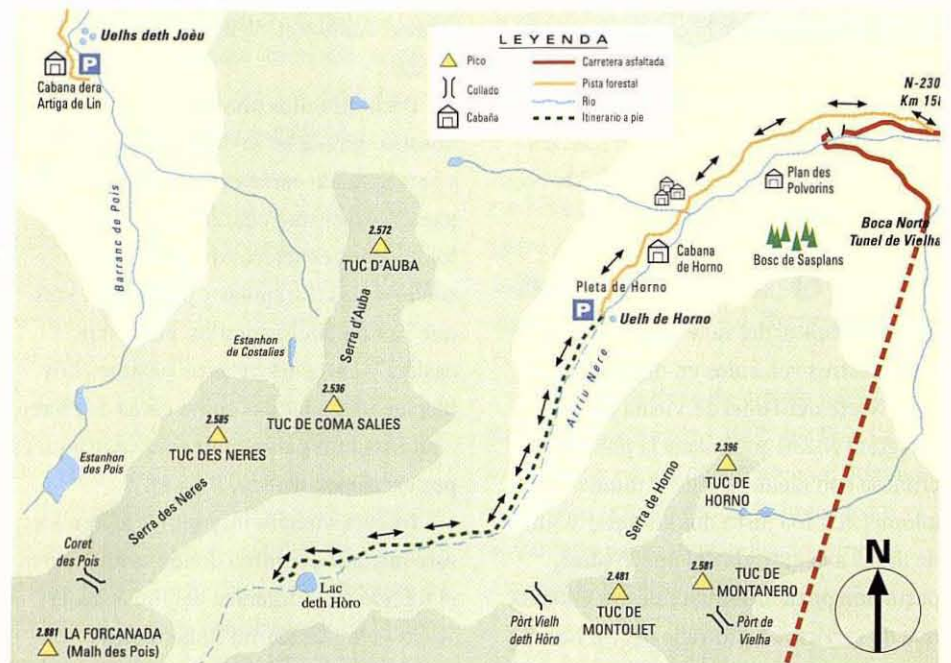 Uelhs deth Joèu
P
Cabana dera
Artiga de Lin
LEYENDA
Pico
Collado
Cabaña
Carretera asfaltada
Pista forestal
Rio
Itinerario a pie
N-230
Plan des
Polvorins
Boca Norte
Tunel de Vielha
Bosc de Sasplans
Cabana
de Horno
Pleta de Horno
P
Uelh de Horno
Barranc de Pois
2.572
TUC D'AUBA
Serra d'Auba
Estanhon
de Costalies
2.536
TUC DE COMA SALIES
2.585
TUC DES NERES
Arriu Nere
Estanhon
dos Pois
Serra des Neres
2.396
TUC DE
HORNO
Serra de Horno
Coret
des Pois
Lac
deth Hòro
2.881
LA FORCANADA
(Malh des Pois)
Pòrt Vielh
deth Hòro
2.481
TUC DE
MONTOLIET
2.581
TUC DE
MONTANERO
Pòrt de
Vielha
N